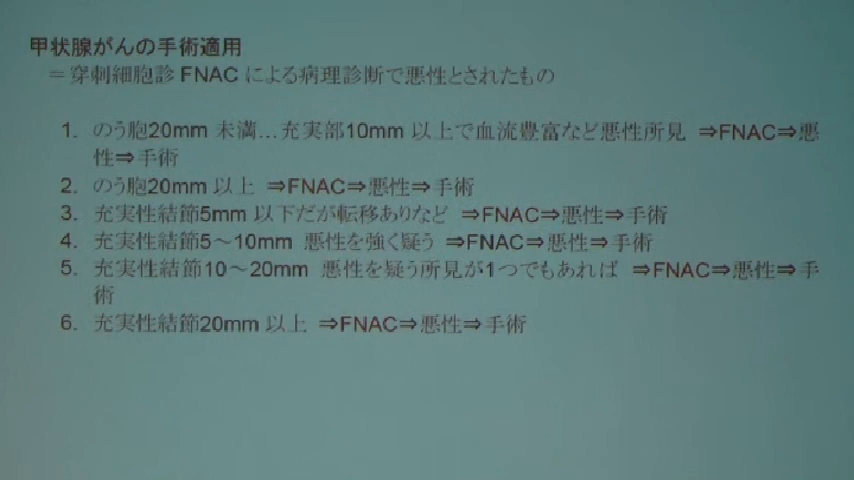 甲状腺がんの手術適用
＝穿刺細胞診 FNAC による病理診断で悪性とされたもの
1. のう胞20mm 未満…充実部10mm 以上で血流豊富など悪性所見 ⇒FNAC⇒悪
性⇒手術
2. のう胞20mm 以上 ⇒FNAC⇒悪性⇒手術
3. 充実性結節5mm 以下だが転移ありなど ⇒FNAC⇒悪性⇒手術
4. 充実性結節5～10mm 悪性を強く疑う ⇒FNAC⇒悪性⇒手術
5. 充実性結節10～20mm 悪性を疑う所見が1つでもあれば ⇒FNAC⇒悪性⇒手
術
6. 充実性結節20mm 以上 ⇒FNAC⇒悪性⇒手術